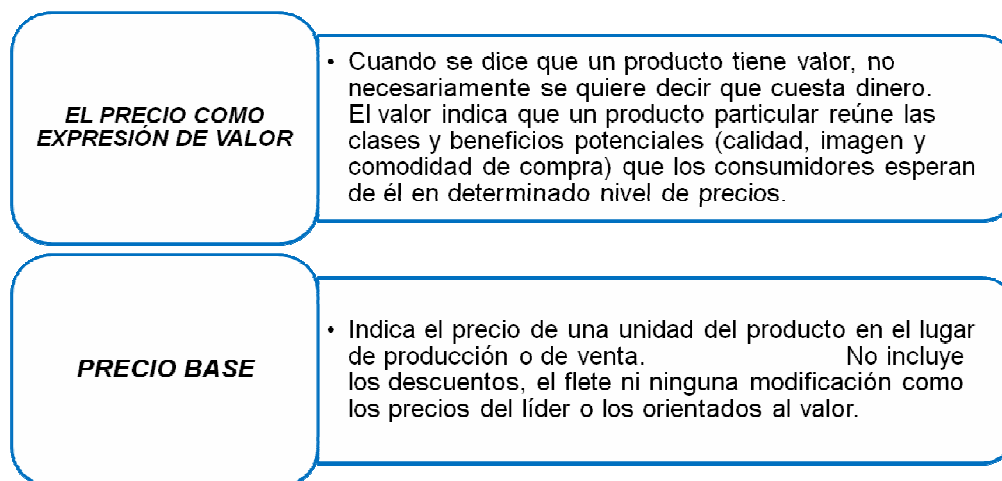 EL PRECIO COMO
EXPRESIÓN DE VALOR
• Cuando se dice que un producto tiene valor, no
necesariamente se quiere decir que cuesta dinero.
El valor indica que un producto particular reúne las
clases y beneficios potenciales (calidad, imagen y
comodidad de compra) que los consumidores esperan
de él en determinado nivel de precios.
PRECIO BASE
• Indica el precio de una unidad del producto en el lugar
de producción o de venta. No incluye
los descuentos, el flete ni ninguna modificación como
los precios del líder o los orientados al valor.